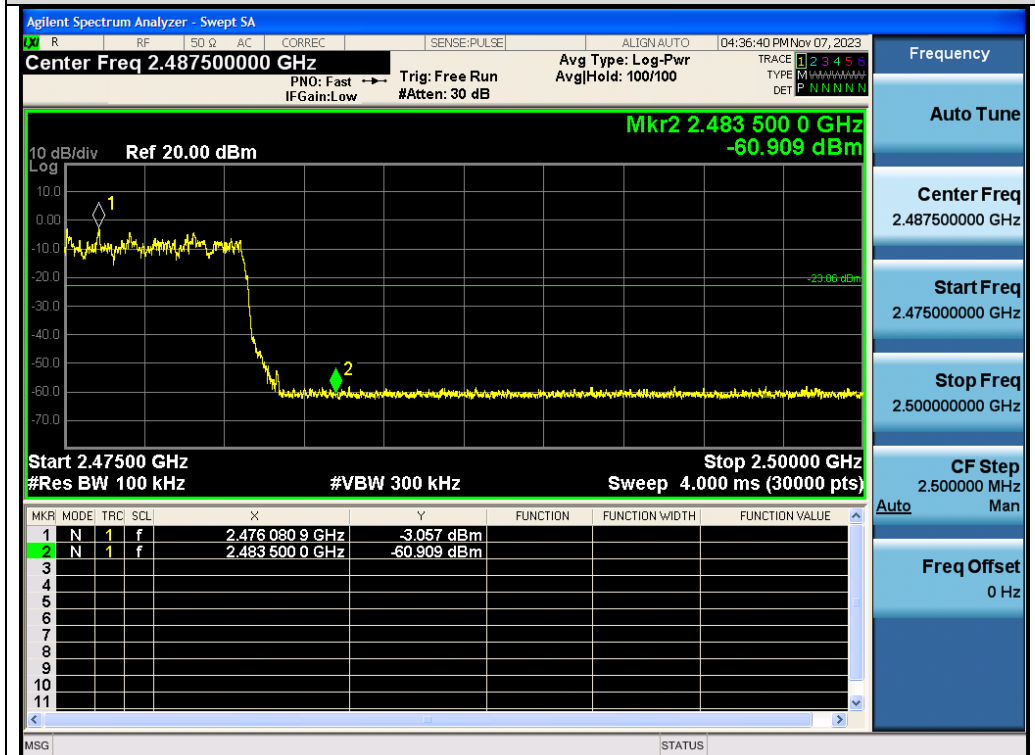 Agilent Spectrum Analyzer - Swept SA
LXI R RF 50 Ω AC CORREC SENSE:PULSE ALIGN AUTO 04:36:40 PM Nov 07, 2023
Center Freq 2.487500000 GHz
PNO: Fast
IFGain:Low
Trig: Free Run
#Atten: 30 dB
Avg Type: Log-Pwr
Avg|Hold: 100/100
TRACE 1 2 3 4 5 6
TYPE M
DET P N N N N N
Mkr2 2.483 500 0 GHz
-60.909 dBm
10 dB/div
Log
Ref 20.00 dBm
10.0
0.00
-10.0
-20.0
-30.0
-40.0
-50.0
-60.0
-70.0
1
2
-23.06 dBm
Start 2.47500 GHz
Stop 2.50000 GHz
#Res BW 100 kHz
#VBW 300 kHz
Sweep 4.000 ms (30000 pts)
MKR MODE TRC SCL X Y FUNCTION FUNCTION WIDTH FUNCTION VALUE
1 N 1 f 2.476 080 9 GHz -3.057 dBm
2 N 1 f 2.483 500 0 GHz -60.909 dBm
3
4
5
6
7
8
9
10
11
MSG
STATUS
Frequency
Auto Tune
Center Freq
2.487500000 GHz
Start Freq
2.475000000 GHz
Stop Freq
2.500000000 GHz
CF Step
2.500000 MHz
Auto Man
Freq Offset
0 Hz